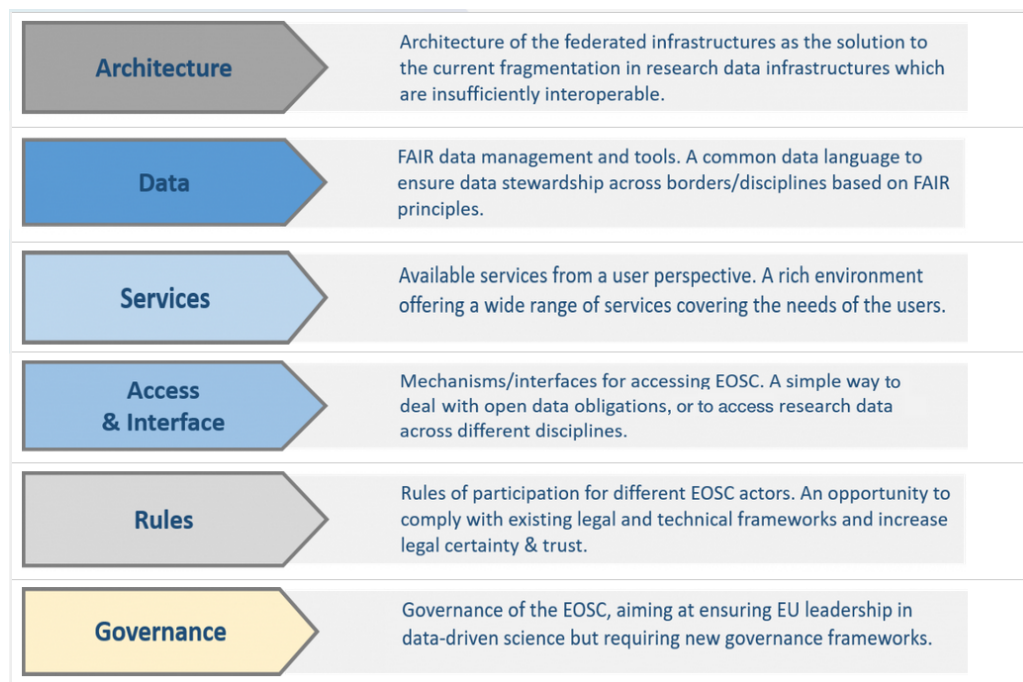 Architecture
Architecture of the federated infrastructures as the solution to
the current fragmentation in research data infrastructures which
are insufficiently interoperable.
Data
FAIR data management and tools. A common data language to
ensure data stewardship across borders/disciplines based on FAIR
principles.
Services
Available services from a user perspective. A rich environment
offering a wide range of services covering the needs of the users.
Access
& Interface
Mechanisms/interfaces for accessing EOSC. A simple way to
deal with open data obligations, or to access research data
across different disciplines.
Rules
Rules of participation for different EOSC actors. An opportunity to
comply with existing legal and technical frameworks and increase
legal certainty & trust.
Governance
Governance of the EOSC, aiming at ensuring EU leadership in
data-driven science but requiring new governance frameworks.